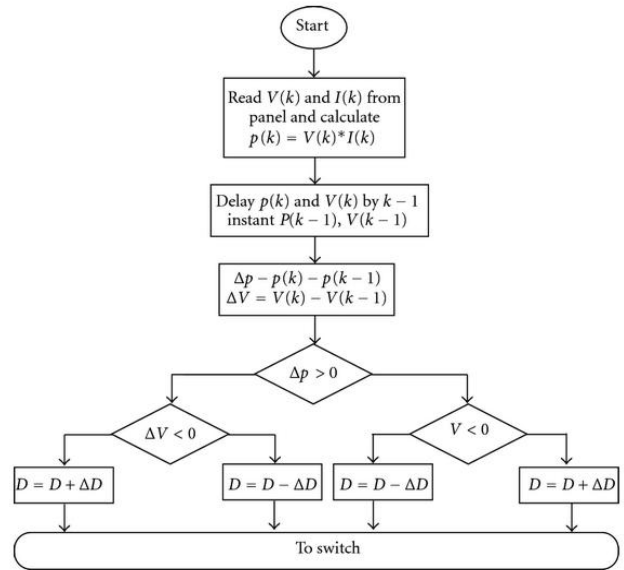 Start
Read V(k) and I(k) from
panel and calculate
p(k) = V(k)*I(k)
Delay p(k) and V(k) by k − 1
instant P(k − 1), V(k − 1)
Δp − p(k) − p(k − 1)
ΔV = V(k) − V(k − 1)
Δp > 0
ΔV < 0
V < 0
D = D + ΔD
D = D − ΔD
D = D − ΔD
D = D + ΔD
To switch